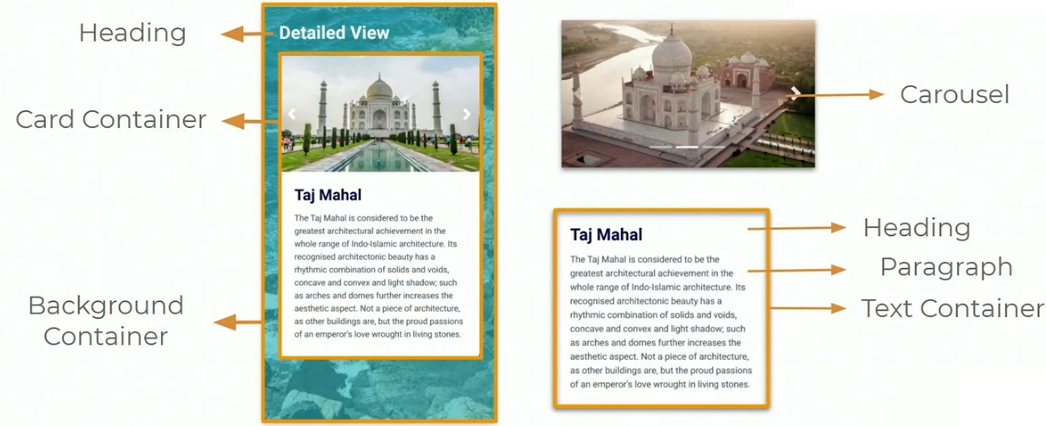 Heading
Detailed View
Card Container
Taj Mahal
The Taj Mahal is considered to be the
greatest architectural achievement in the
whole range of Indo-Islamic architecture. Its
recognised architectonic beauty has a
rhythmic combination of solids and voids,
concave and convex and light shadow; such
as arches and domes further increases the
aesthetic aspect. Not a piece of architecture,
as other buildings are, but the proud passions
of an emperor's love wrought in living stones.
Background
Container
Carousel
Taj Mahal
The Taj Mahal is considered to be the
greatest architectural achievement in the
whole range of Indo-Islamic architecture. Its
recognised architectonic beauty has a
rhythmic combination of solids and voids,
concave and convex and light shadow; such
as arches and domes further increases the
aesthetic aspect. Not a piece of architecture,
as other buildings are, but the proud passions
of an emperor's love wrought in living stones.
Heading
Paragraph
Text Container